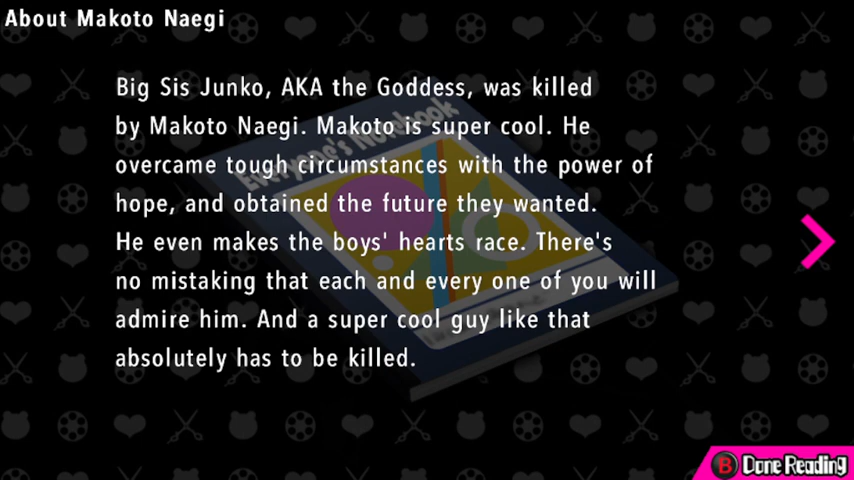 About Makoto Naegi
Big Sis Junko, AKA the Goddess, was killed
by Makoto Naegi. Makoto is super cool. He
overcame tough circumstances with the power of
hope, and obtained the future they wanted.
He even makes the boys' hearts race. There's
no mistaking that each and every one of you will
admire him. And a super cool guy like that
absolutely has to be killed.
Everyone's Notebook
B Done Reading